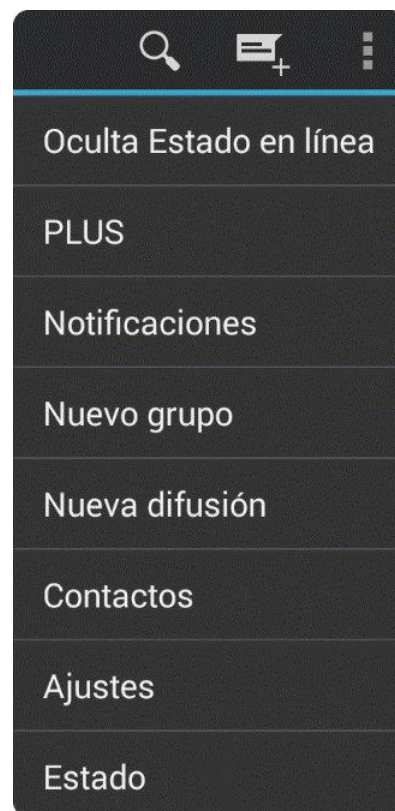 Oculta Estado en línea
PLUS
Notificaciones
Nuevo grupo
Nueva difusión
Contactos
Ajustes
Estado